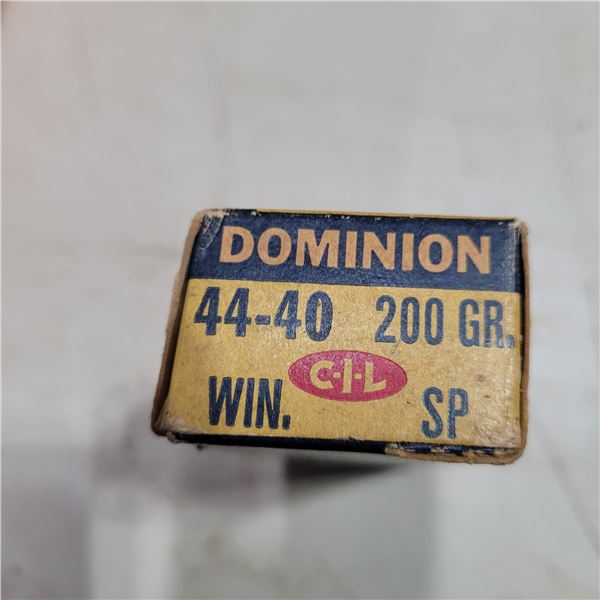 DOMINION
44-40 200 GR.
C-I-L
WIN. SP